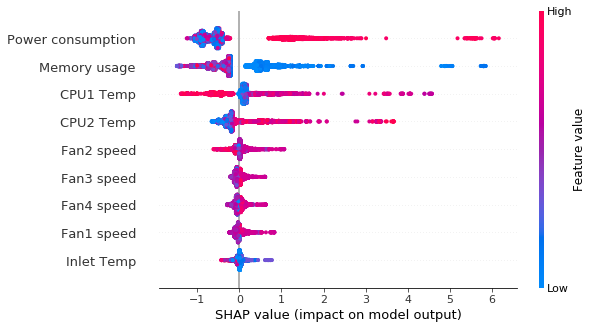 High
Power consumption
Memory usage
CPU1 Temp
CPU2 Temp
Fan2 speed
Fan3 speed
Fan4 speed
Fan1 speed
Inlet Temp
Feature value
Low
−1 0 1 2 3 4 5 6
SHAP value (impact on model output)